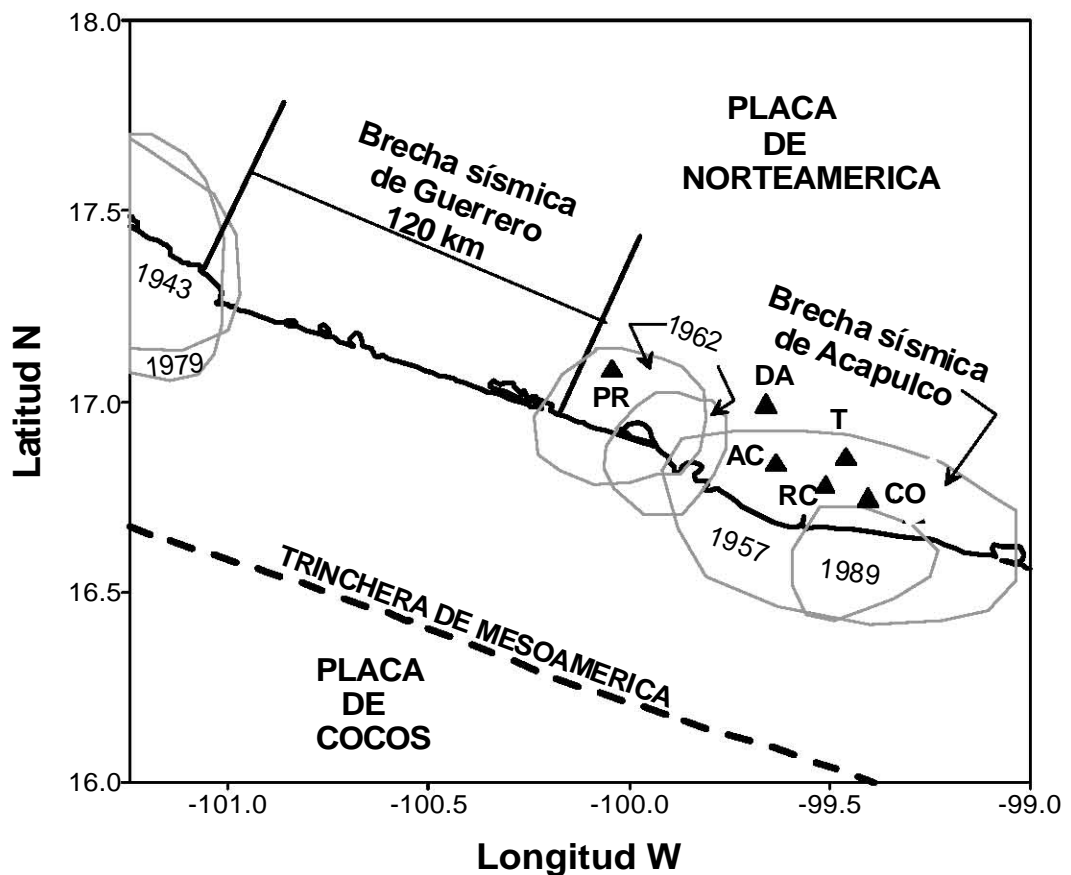 18.0
17.5
17.0
16.5
16.0
Latitud N
PLACA
DE
NORTEAMERICA
Brecha sísmica
de Guerrero
120 km
1943
1979
1962
Brecha sísmica
de Acapulco
PR
DA
T
AC
RC
CO
1957
1989
TRINCHERA DE MESOAMERICA
PLACA
DE
COCOS
-101.0
-100.5
-100.0
-99.5
-99.0
Longitud W